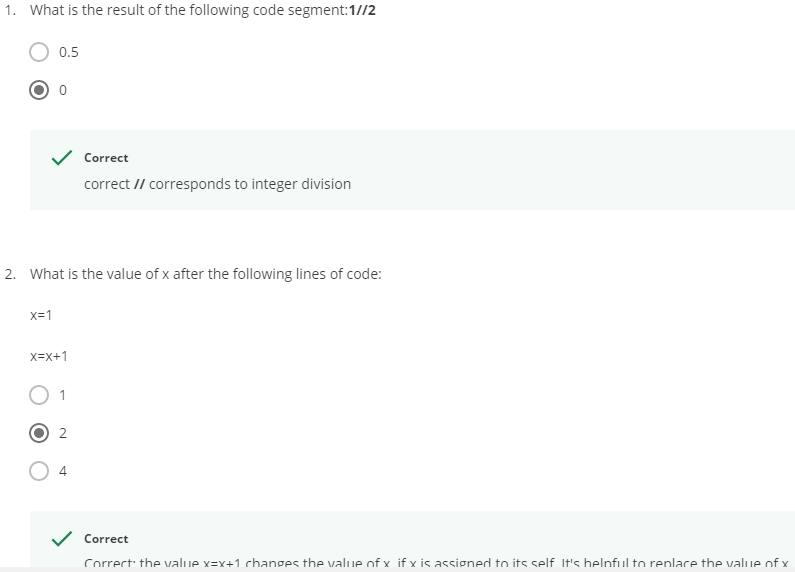 1. What is the result of the following code segment:1//2
0.5
0
Correct
correct // corresponds to integer division
2. What is the value of x after the following lines of code:
x=1
x=x+1
1
2
4
Correct
Correct: the value x=x+1 changes the value of x if x is assigned to its self. It's helpful to replace the value of x